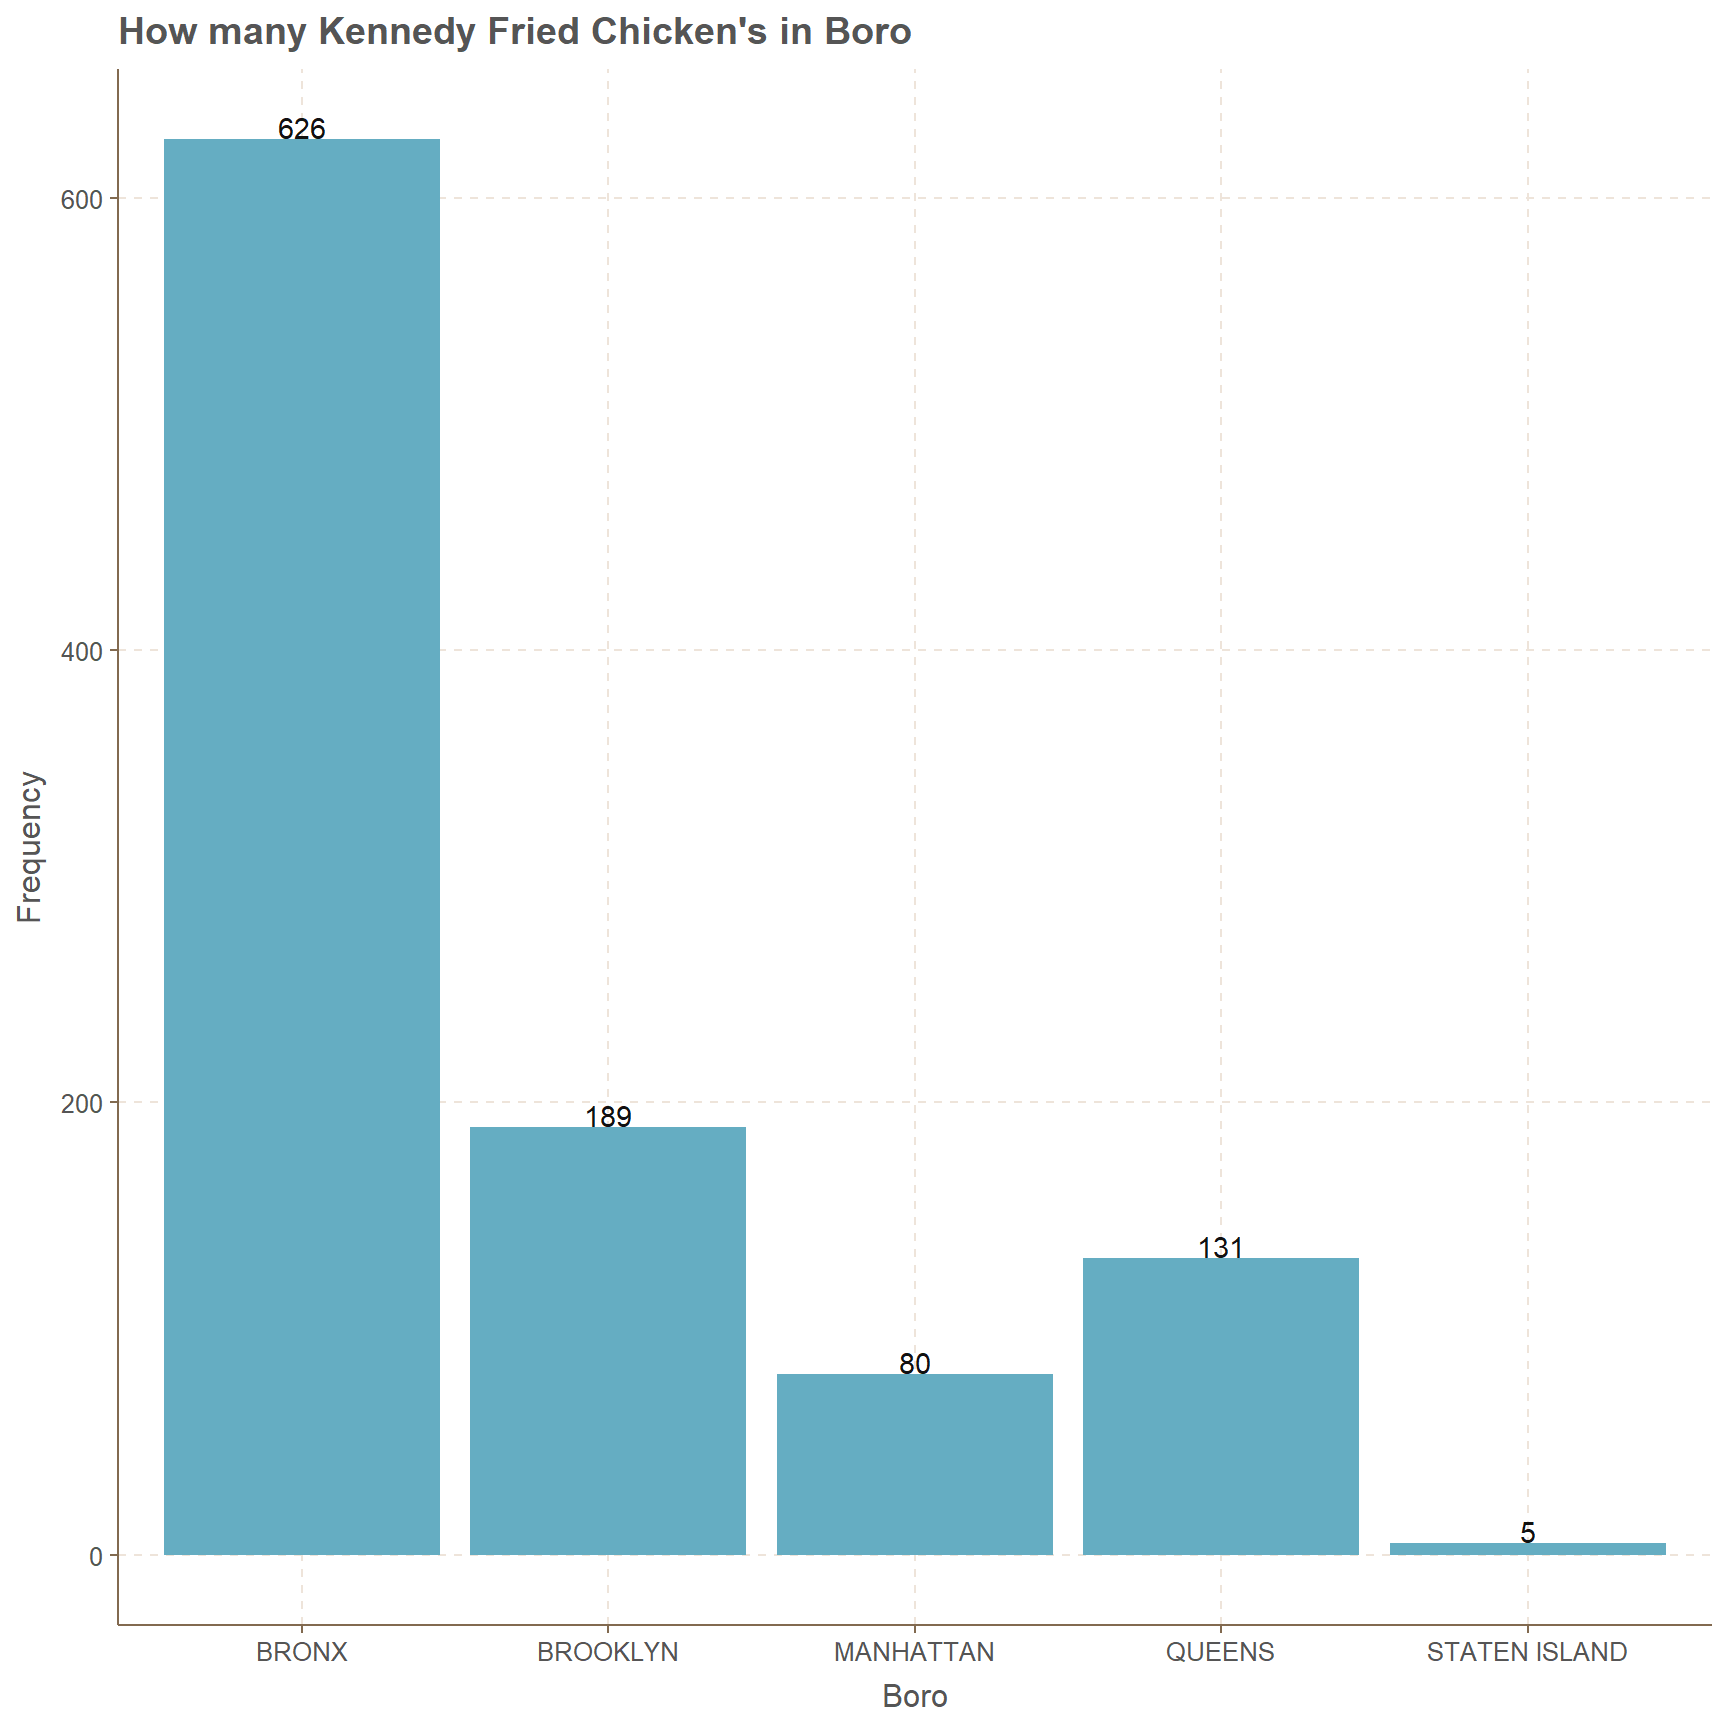 How many Kennedy Fried Chicken's in Boro
Frequency
600
400
200
0
626
189
80
131
5
BRONX BROOKLYN MANHATTAN QUEENS STATEN ISLAND
Boro